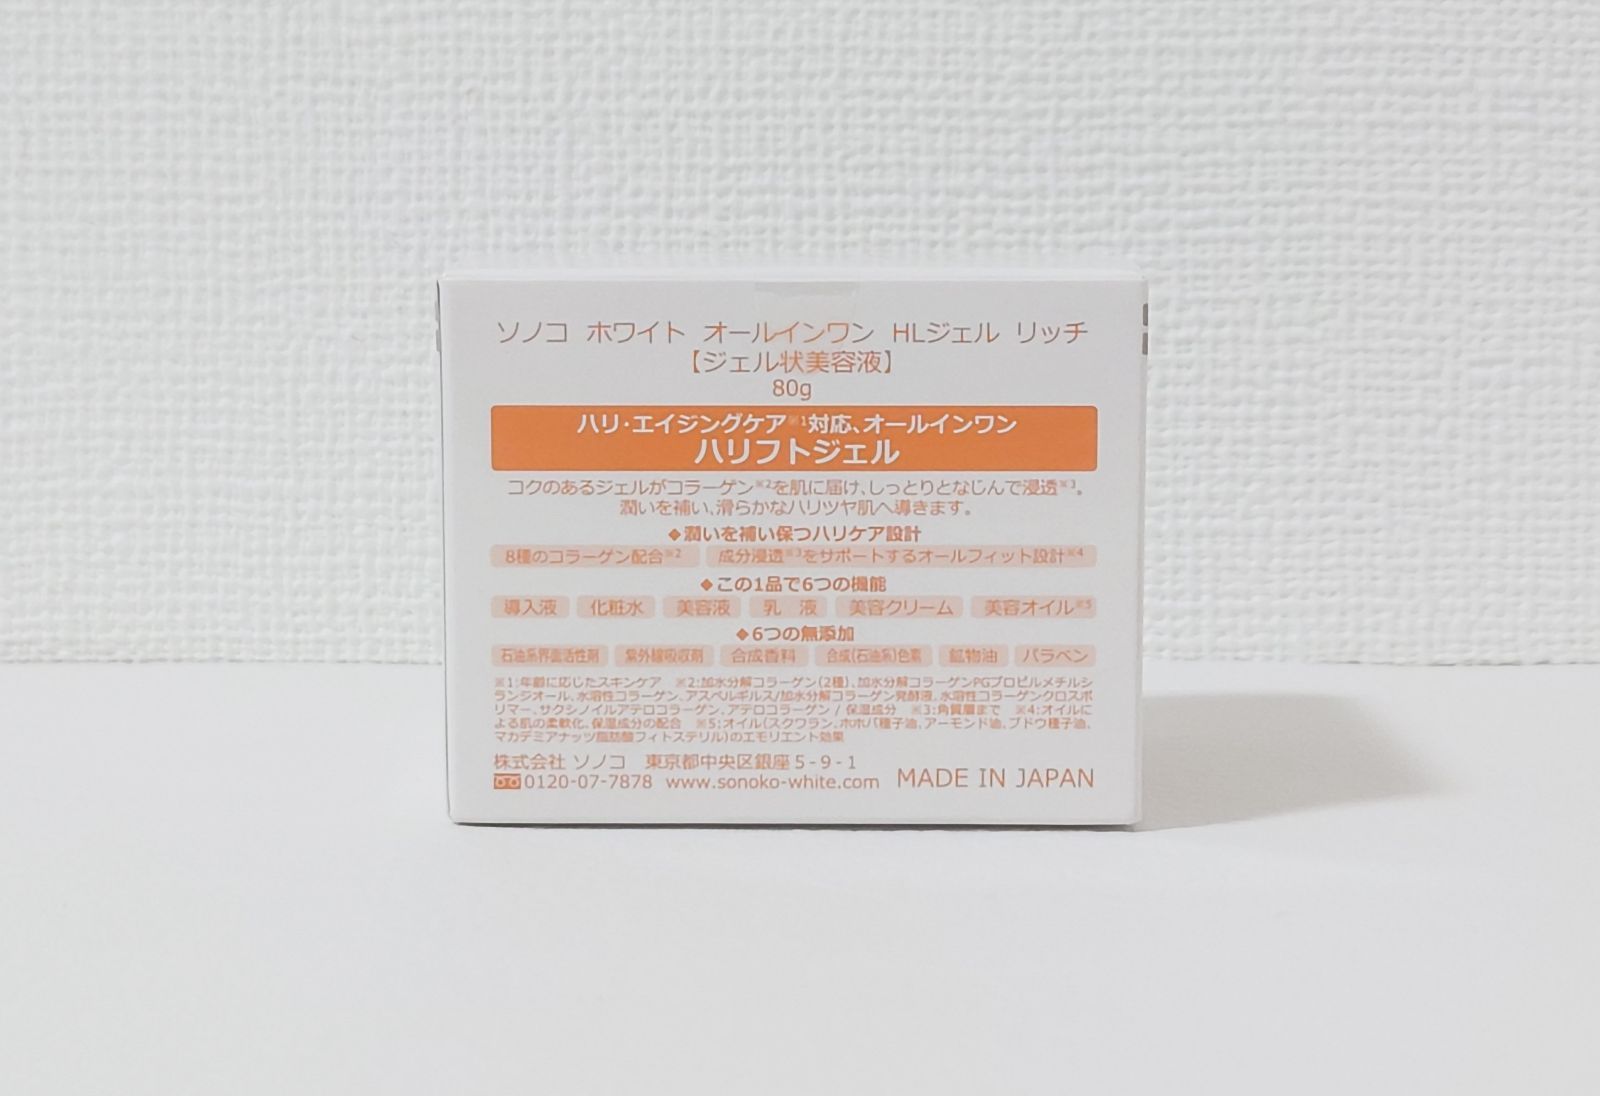 ソノコ ホワイト オールインワン HLジェル リッチ
【ジェル状美容液】
80g
ハリ・エイジングケア※1対応、オールインワン
ハリフトジェル
コクのあるジェルがコラーゲン※2を肌に届け、しっとりとなじんで浸透※3。
潤いを補い、滑らかなハリツヤ肌へ導きます。
◆潤いを補い保つハリケア設計
8種のコラーゲン配合※2 成分浸透※3をサポートするオールフィット設計※4
◆この1品で6つの機能
導入液 化粧水 美容液 乳 液 美容クリーム 美容オイル※5
◆6つの無添加
石油系界面活性剤 紫外線吸収剤 合成香料 合成(石油系)色素 鉱物油 パラベン
※1:年齢に応じたスキンケア ※2:加水分解コラーゲン(2種)、加水分解コラーゲンPGプロピルメチルシ
ランジオール、水溶性コラーゲン、アスペルギルス/加水分解コラーゲン発酵液、水溶性コラーゲンクロスポ
リマー、サクシノイルアテロコラーゲン、アテロコラーゲン / 保湿成分 ※3:角質層まで ※4:オイルに
よる肌の柔軟化、保湿成分の配合 ※5:オイル(スクワラン、ホホバ種子油、アーモンド油、ブドウ種子油、
マカデミアナッツ脂肪酸フィトステリル)のエモリエント効果
株式会社 ソノコ 東京都中央区銀座5-9-1
0120-07-7878 www.sonoko-white.com MADE IN JAPAN